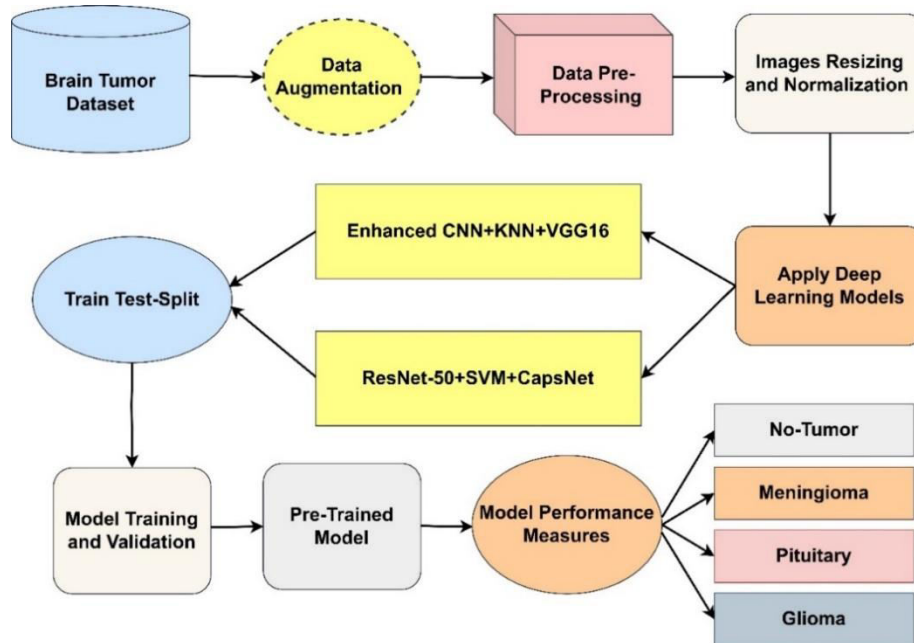 Brain Tumor
Dataset
Data
Augmentation
Data Pre-
Processing
Images Resizing
and Normalization
Enhanced CNN+KNN+VGG16
Train Test-Split
Apply Deep
Learning Models
ResNet-50+SVM+CapsNet
Model Training
and Validation
Pre-Trained
Model
Model Performance
Measures
No-Tumor
Meningioma
Pituitary
Glioma